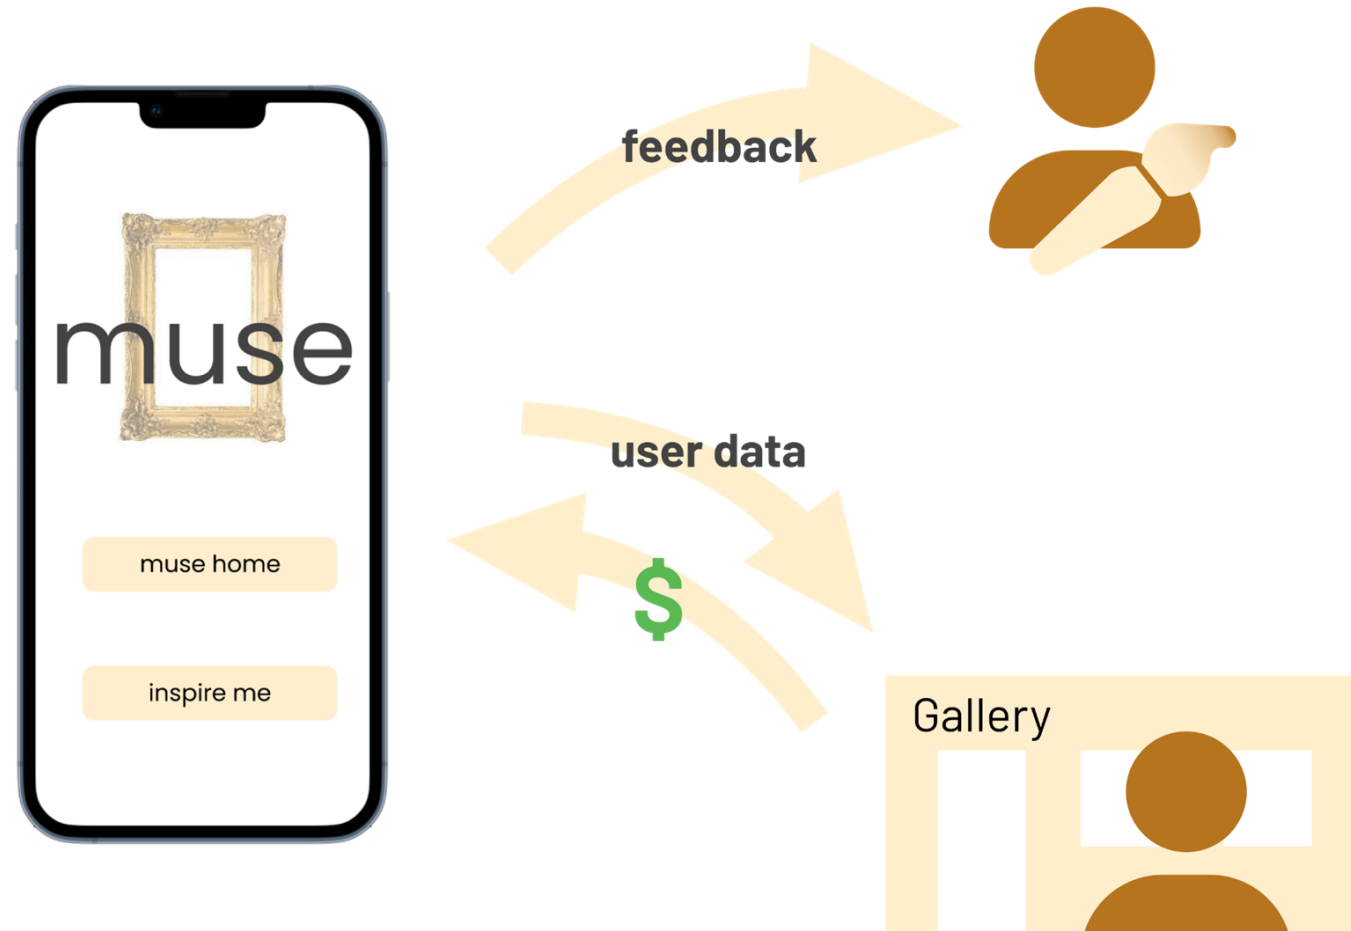 muse
muse home
inspire me
feedback
user data
$
Gallery